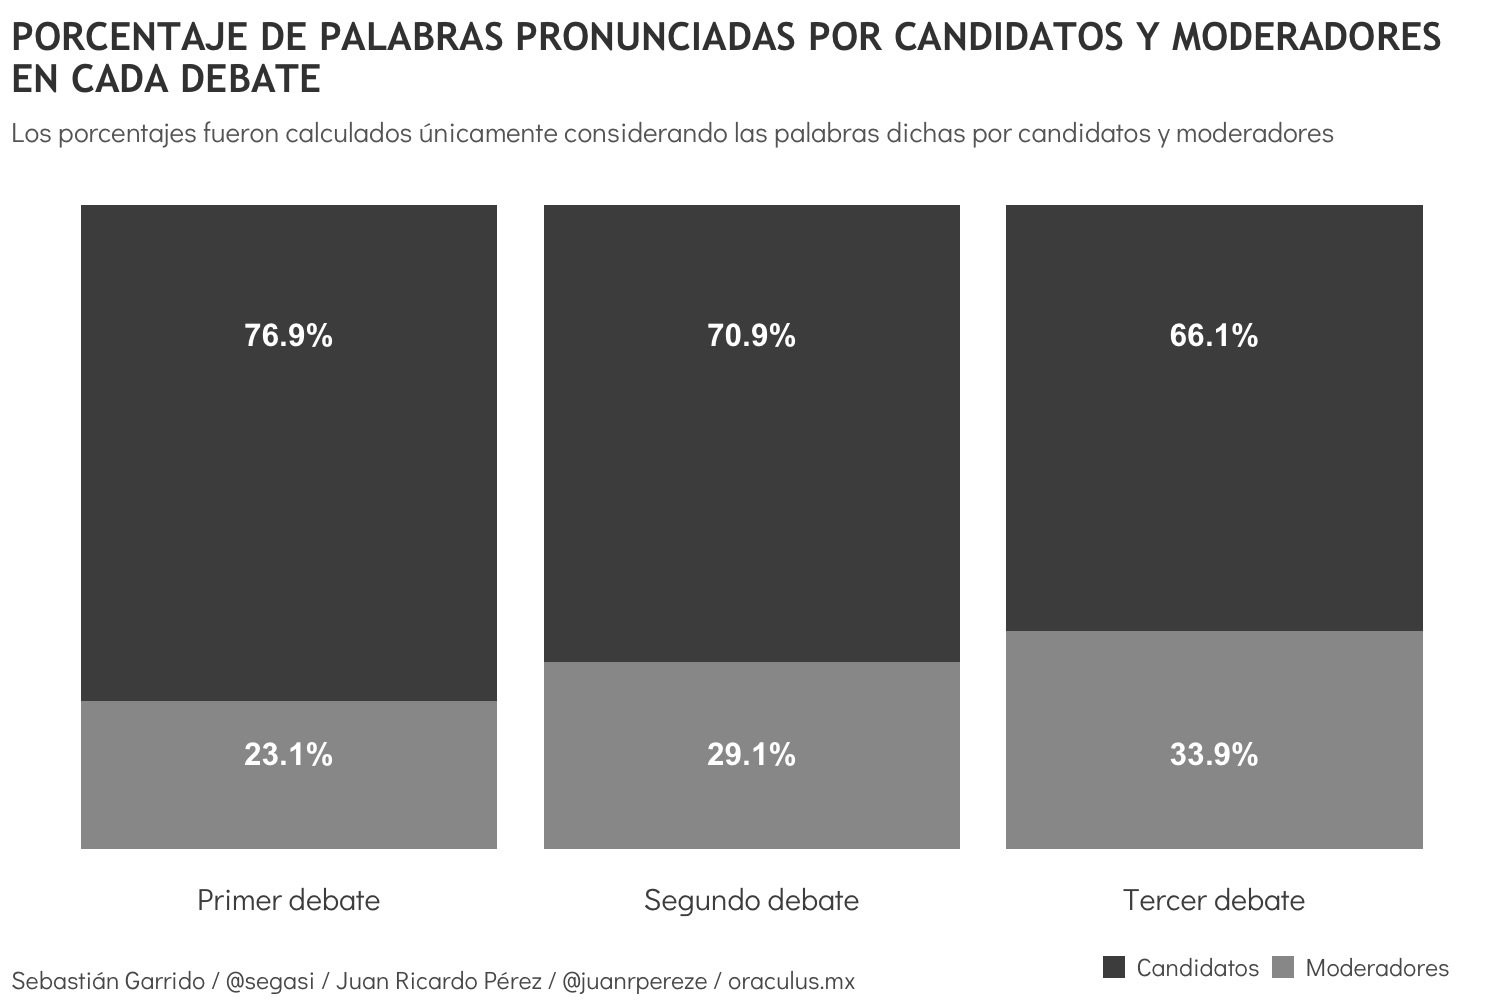 PORCENTAJE DE PALABRAS PRONUNCIADAS POR CANDIDATOS Y MODERADORES
EN CADA DEBATE
Los porcentajes fueron calculados únicamente considerando las palabras dichas por candidatos y moderadores
76.9%
70.9%
66.1%
23.1%
29.1%
33.9%
Primer debate
Segundo debate
Tercer debate
Candidatos
Moderadores
Sebastián Garrido / @segasi / Juan Ricardo Pérez / @juanrpereze / oraculus.mx